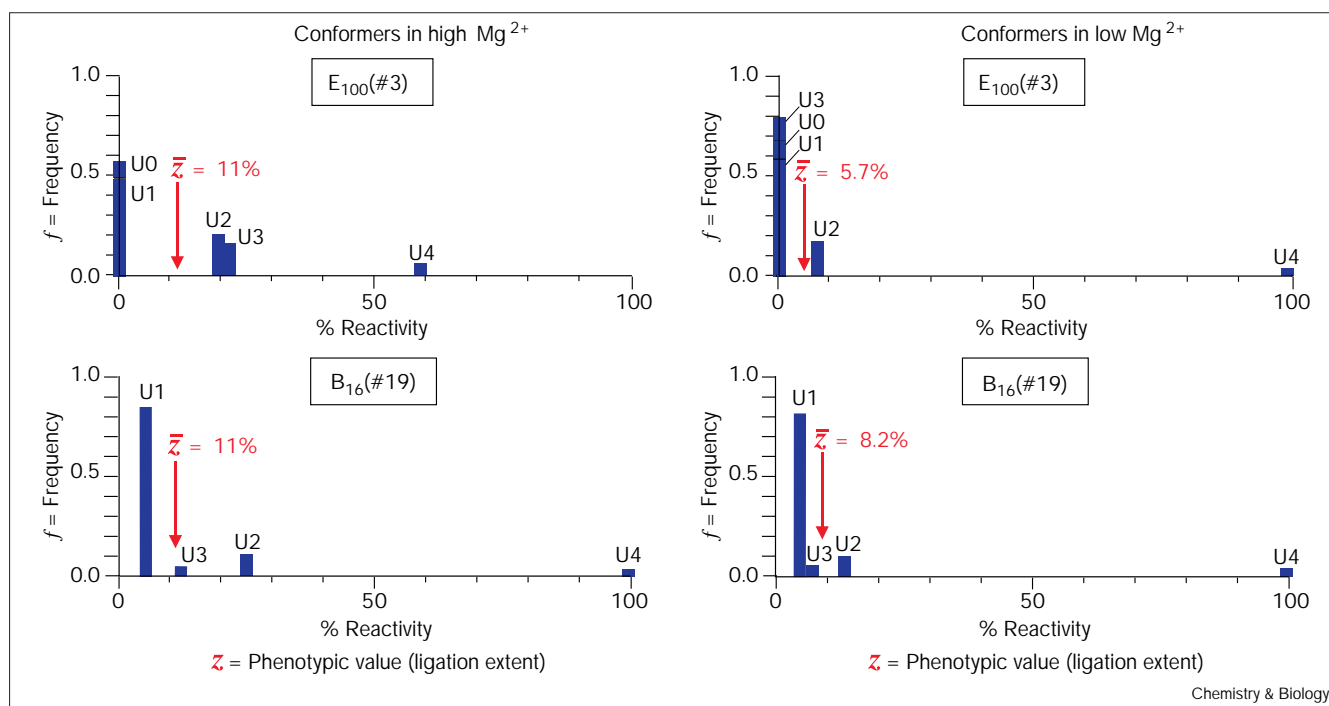 Conformers in high Mg2+
E100(#3)
1.0
0.5
0.0
f = Frequency
U0
U1
z̄ = 11%
U2
U3
U4
0
50
100
% Reactivity
Conformers in low Mg2+
E100(#3)
1.0
0.5
0.0
f = Frequency
U3
U0
U1
z̄ = 5.7%
U2
U4
0
50
100
% Reactivity
B16(#19)
1.0
0.5
0.0
f = Frequency
U1
z̄ = 11%
U3
U2
U4
0
50
100
% Reactivity
z = Phenotypic value (ligation extent)
B16(#19)
1.0
0.5
0.0
f = Frequency
U1
z̄ = 8.2%
U3
U2
U4
0
50
100
% Reactivity
z = Phenotypic value (ligation extent)
Chemistry & Biology